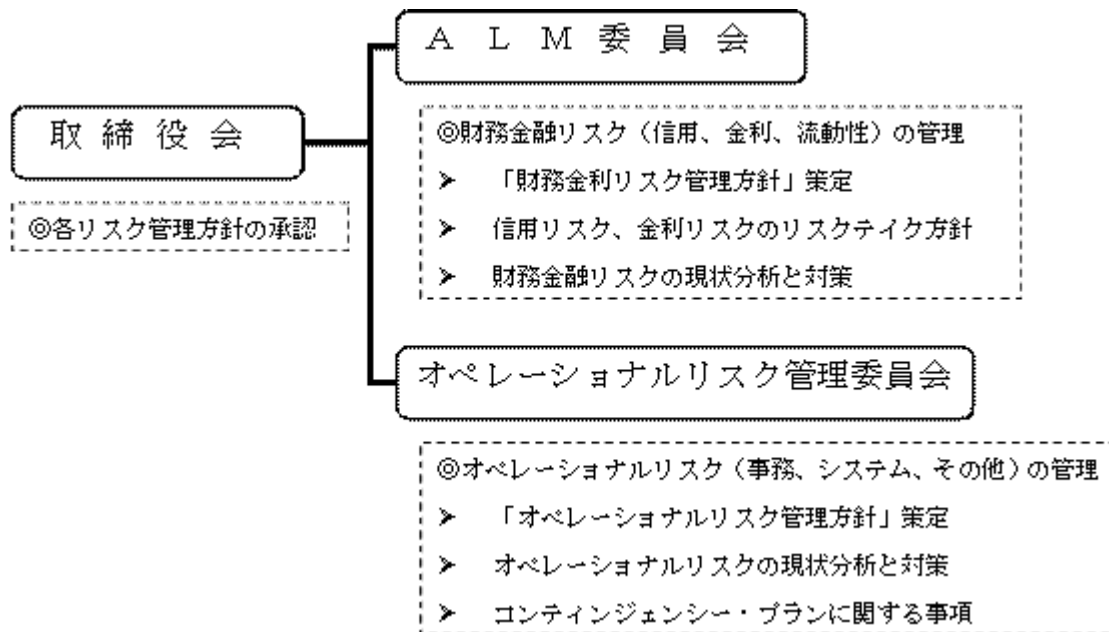 ALM委員会
取締役会
◎各リスク管理方針の承認
◎財務金融リスク（信用、金利、流動性）の管理
➢ 「財務金利リスク管理方針」策定
➢ 信用リスク、金利リスクのリスクテイク方針
➢ 財務金融リスクの現状分析と対策
オペレーショナルリスク管理委員会
◎オペレーショナルリスク（事務、システム、その他）の管理
➢ 「オペレーショナルリスク管理方針」策定
➢ オペレーショナルリスクの現状分析と対策
➢ コンティンジェンシー・プランに関する事項